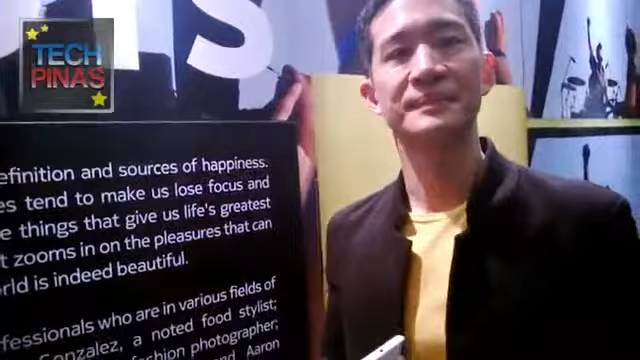 TECH
PINAS
efinition and sources of happiness.
es tend to make us lose focus and
e things that give us life's greatest
t zooms in on the pleasures that can
rld is indeed beautiful.
fessionals who are in various fields of
Gonzalez, a noted food stylist;
fashion photographer;
and Aaron